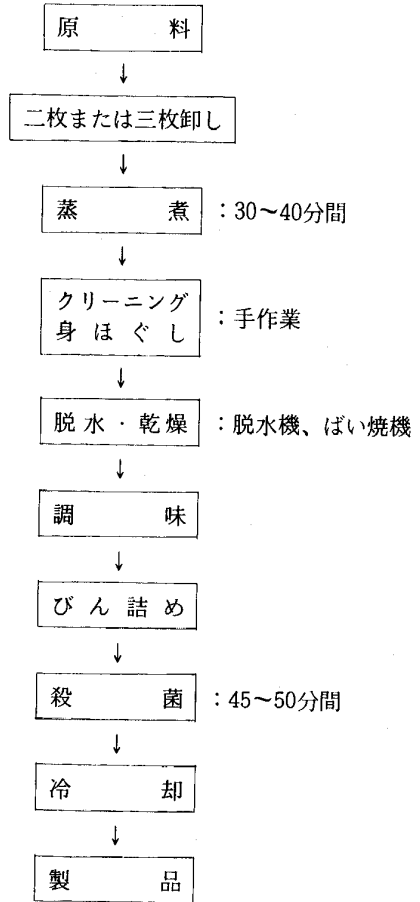 原料
↓
二枚または三枚卸し
↓
蒸煮 :30〜40分間
↓
クリーニング
身ほぐし :手作業
↓
脱水・乾燥 :脱水機、ばい焼機
↓
調味
↓
びん詰め
↓
殺菌 :45〜50分間
↓
冷却
↓
製品